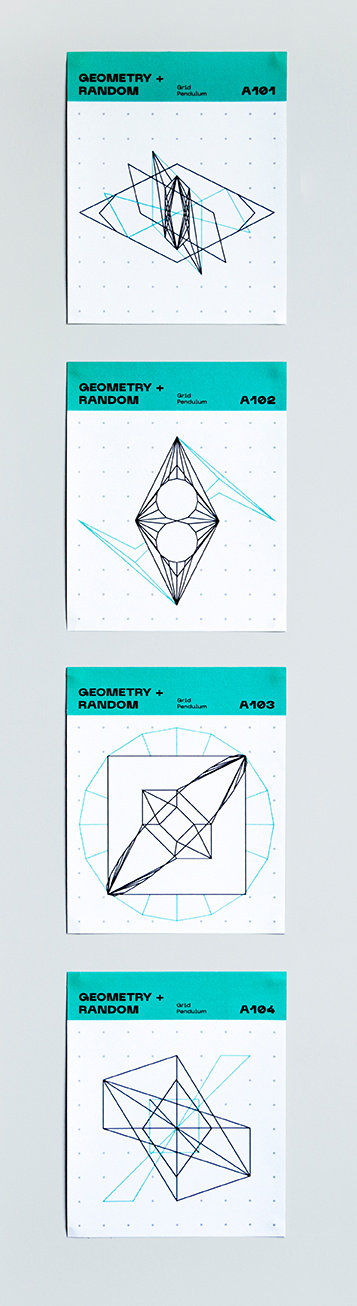 GEOMETRY +
RANDOM
Grid
Pendulum
A101
GEOMETRY +
RANDOM
Grid
Pendulum
A102
GEOMETRY +
RANDOM
Grid
Pendulum
A103
GEOMETRY +
RANDOM
Grid
Pendulum
A104